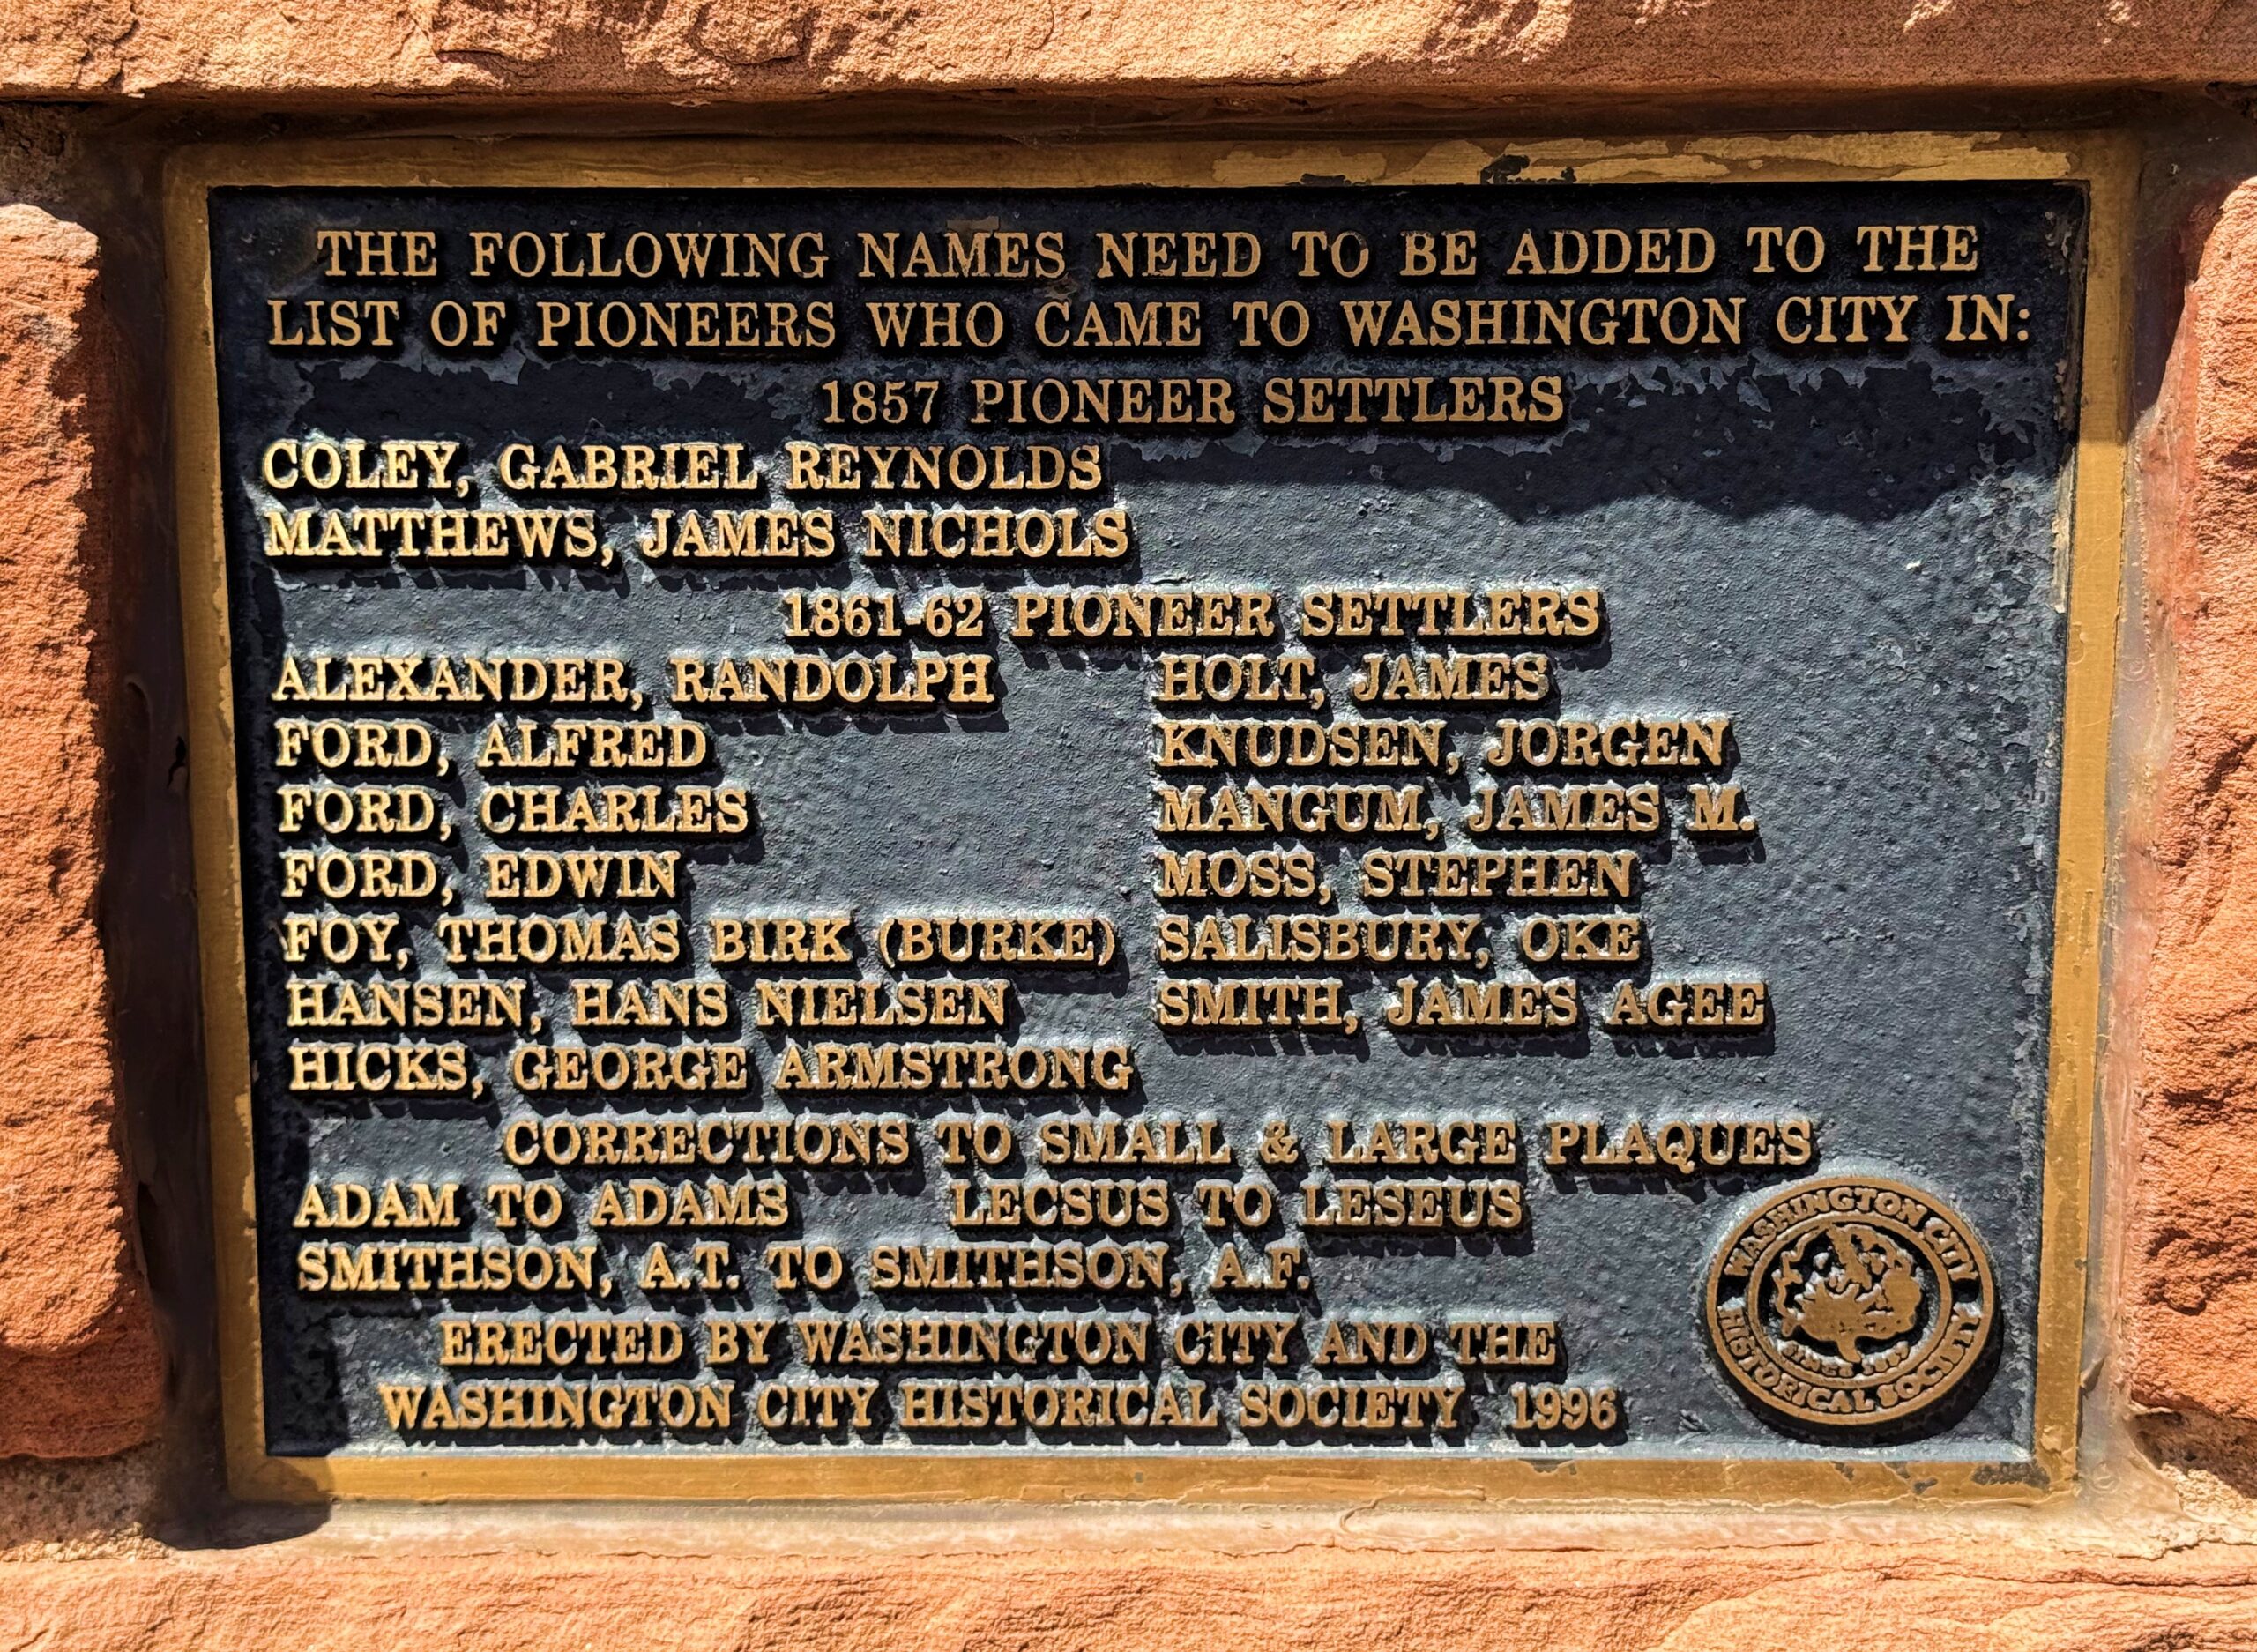 THE FOLLOWING NAMES NEED TO BE ADDED TO THE
LIST OF PIONEERS WHO CAME TO WASHINGTON CITY IN:
1857 PIONEER SETTLERS
COLEY, GABRIEL REYNOLDS
MATTHEWS, JAMES NICHOLS
1861-62 PIONEER SETTLERS
ALEXANDER, RANDOLPH
FORD, ALFRED
FORD, CHARLES
FORD, EDWIN
FOY, THOMAS BIRK (BURKE)
HANSEN, HANS NIELSEN
HICKS, GEORGE ARMSTRONG
HOLT, JAMES
KNUDSEN, JORGEN
MANGUM, JAMES M.
MOSS, STEPHEN
SALISBURY, OKE
SMITH, JAMES AGEE
CORRECTIONS TO SMALL & LARGE PLAQUES
ADAM TO ADAMS LECSUS TO LESEUS
SMITHSON, A.T. TO SMITHSON, A.F.
ERECTED BY WASHINGTON CITY AND THE
WASHINGTON CITY HISTORICAL SOCIETY 1996
WASHINGTON CITY
HISTORICAL SOCIETY
SINCE 1857